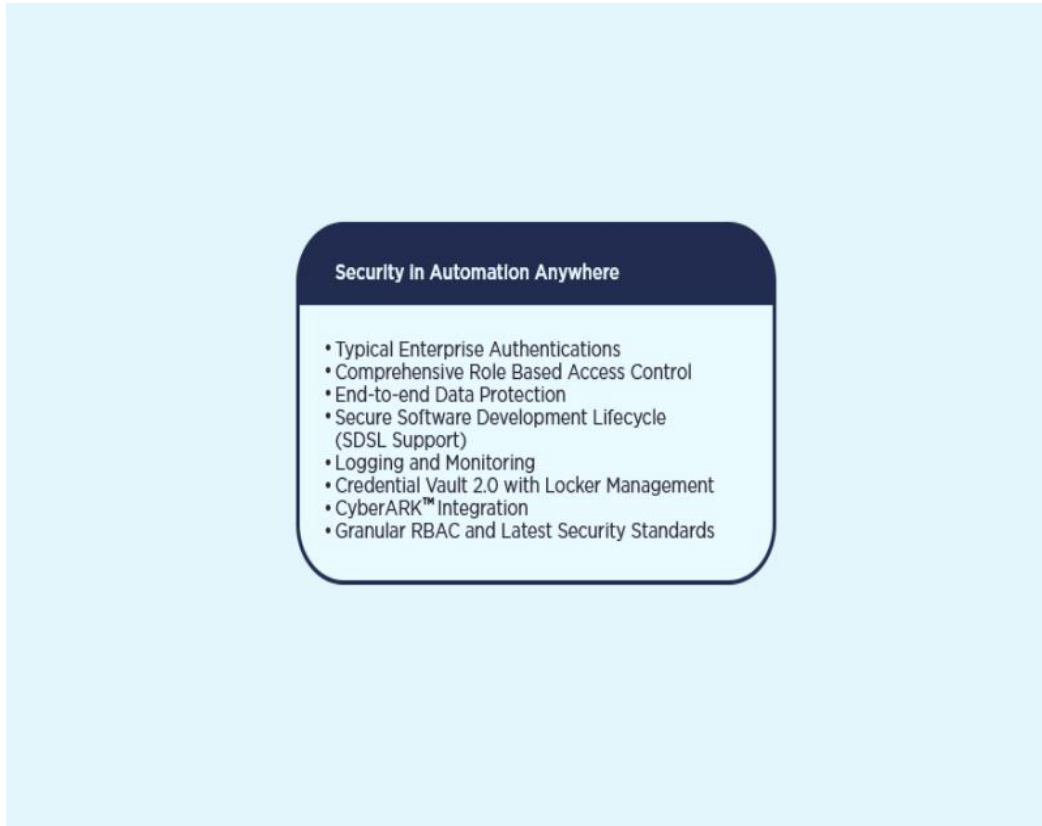 Security in Automation Anywhere
• Typical Enterprise Authentications
• Comprehensive Role Based Access Control
• End-to-end Data Protection
• Secure Software Development Lifecycle
(SDSL Support)
• Logging and Monitoring
• Credential Vault 2.0 with Locker Management
• CyberARK™ Integration
• Granular RBAC and Latest Security Standards